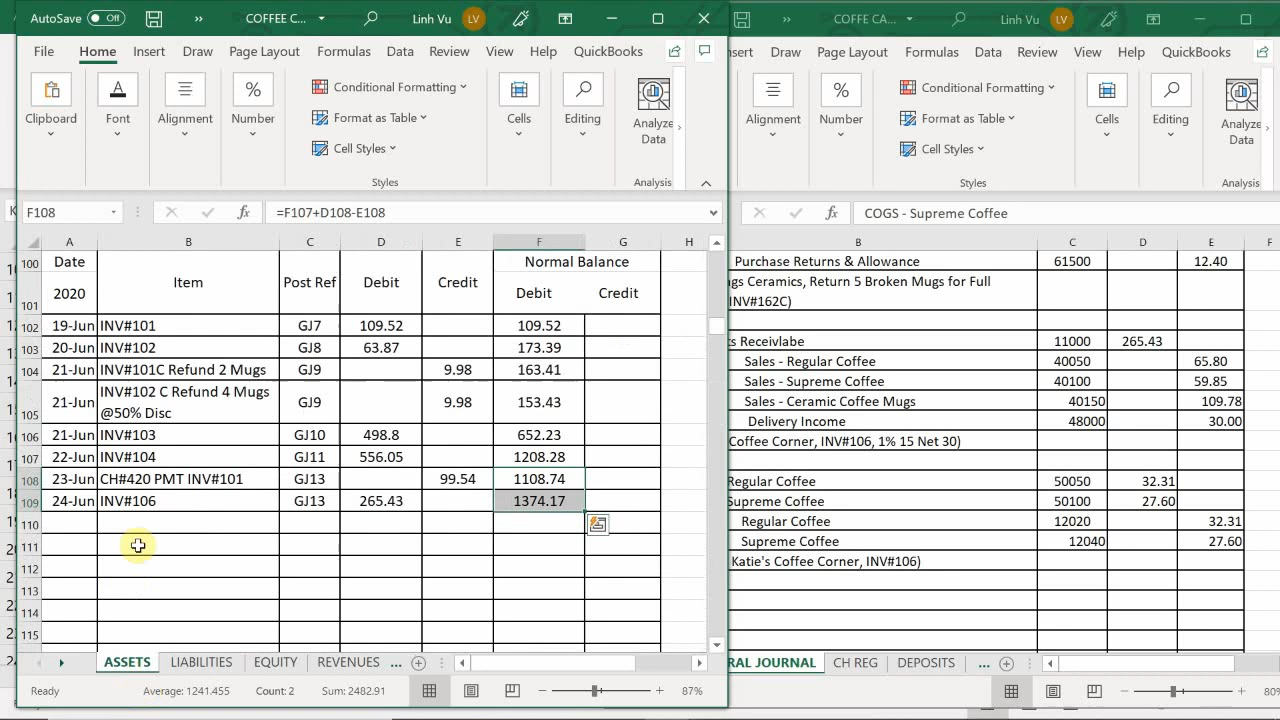 AutoSave Off COFFEE C... Linh Vu LV
File Home Insert Draw Page Layout Formulas Data Review View Help QuickBooks
Clipboard Font Alignment Number Conditional Formatting Format as Table Cell Styles Cells Editing Analyze Data
Styles Analysis
F108 fx =F107+D108-E108
A B C D E F G H
100 Date Item Post Ref Debit Credit Normal Balance
101 2020 Debit Credit
102 19-Jun INV#101 GJ7 109.52 109.52
103 20-Jun INV#102 GJ8 63.87 173.39
104 21-Jun INV#101C Refund 2 Mugs GJ9 9.98 163.41
INV#102 C Refund 4 Mugs
105 21-Jun @50% Disc GJ9 9.98 153.43
106 21-Jun INV#103 GJ10 498.8 652.23
107 22-Jun INV#104 GJ11 556.05 1208.28
108 23-Jun CH#420 PMT INV#101 GJ13 99.54 1108.74
109 24-Jun INV#106 GJ13 265.43 1374.17
110
111
112
113
114
115
ASSETS LIABILITIES EQUITY REVENUES ...
Ready Average: 1241.455 Count: 2 Sum: 2482.91 87%
COFFE CA... Linh Vu LV
Insert Draw Page Layout Formulas Data Review View Help QuickBooks
Alignment Number Conditional Formatting Format as Table Cell Styles Cells Editing Analyze Data
Styles Analysis
fx COGS - Supreme Coffee
B C D E F
Purchase Returns & Allowance 61500 12.40
gs Ceramics, Return 5 Broken Mugs for Full
INV#162C)
ts Receivlabe 11000 265.43
Sales - Regular Coffee 40050 65.80
Sales - Supreme Coffee 40100 59.85
Sales - Ceramic Coffee Mugs 40150 109.78
Delivery Income 48000 30.00
Coffee Corner, INV#106, 1% 15 Net 30)
Regular Coffee 50050 32.31
Supreme Coffee 50100 27.60
Regular Coffee 12020 32.31
Supreme Coffee 12040 27.60
Katie's Coffee Corner, INV#106)
RAL JOURNAL CH REG DEPOSITS ...
80%